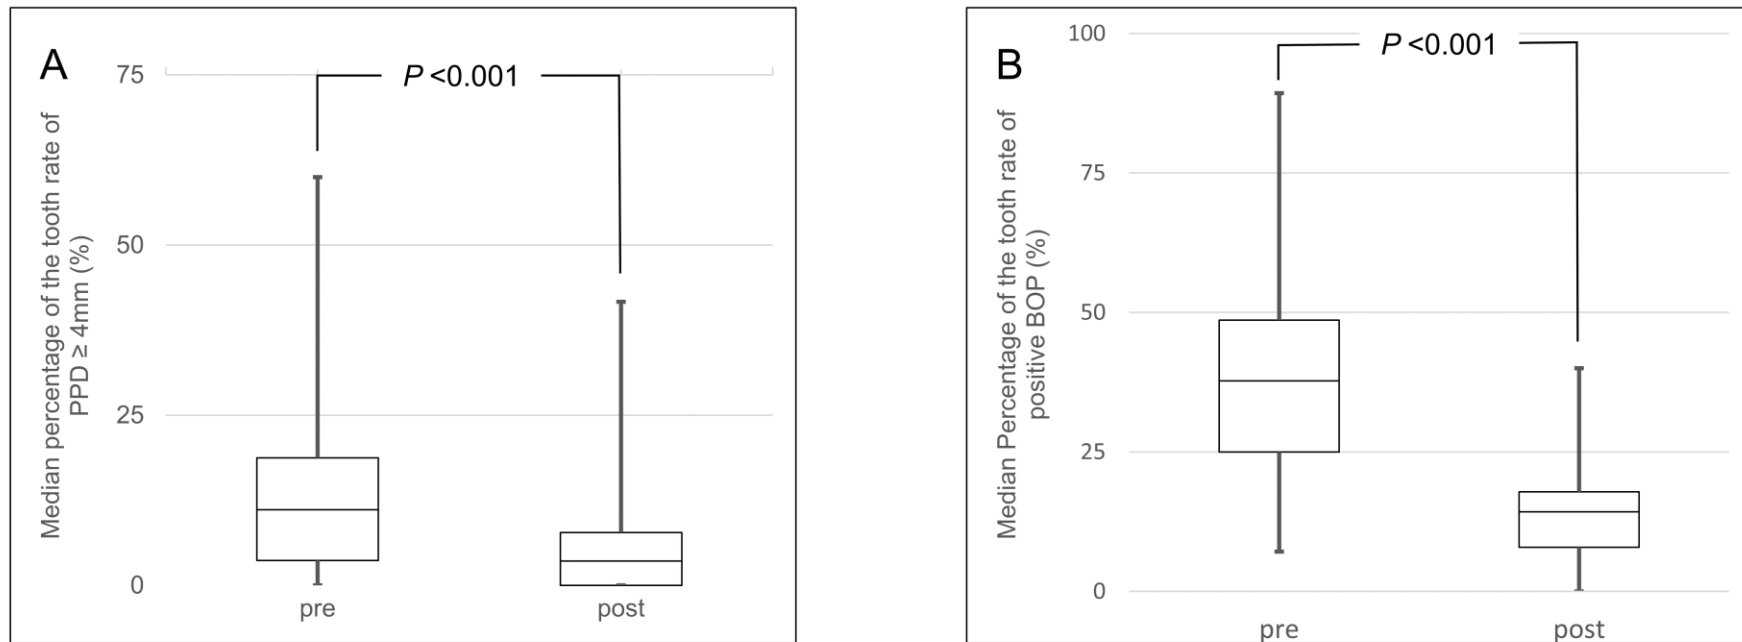 A
Median percentage of the tooth rate of
PPD ≥ 4mm (%)
75
50
25
0
P <0.001
pre
post
B
Median Percentage of the tooth rate of
positive BOP (%)
100
75
50
25
0
P <0.001
pre
post